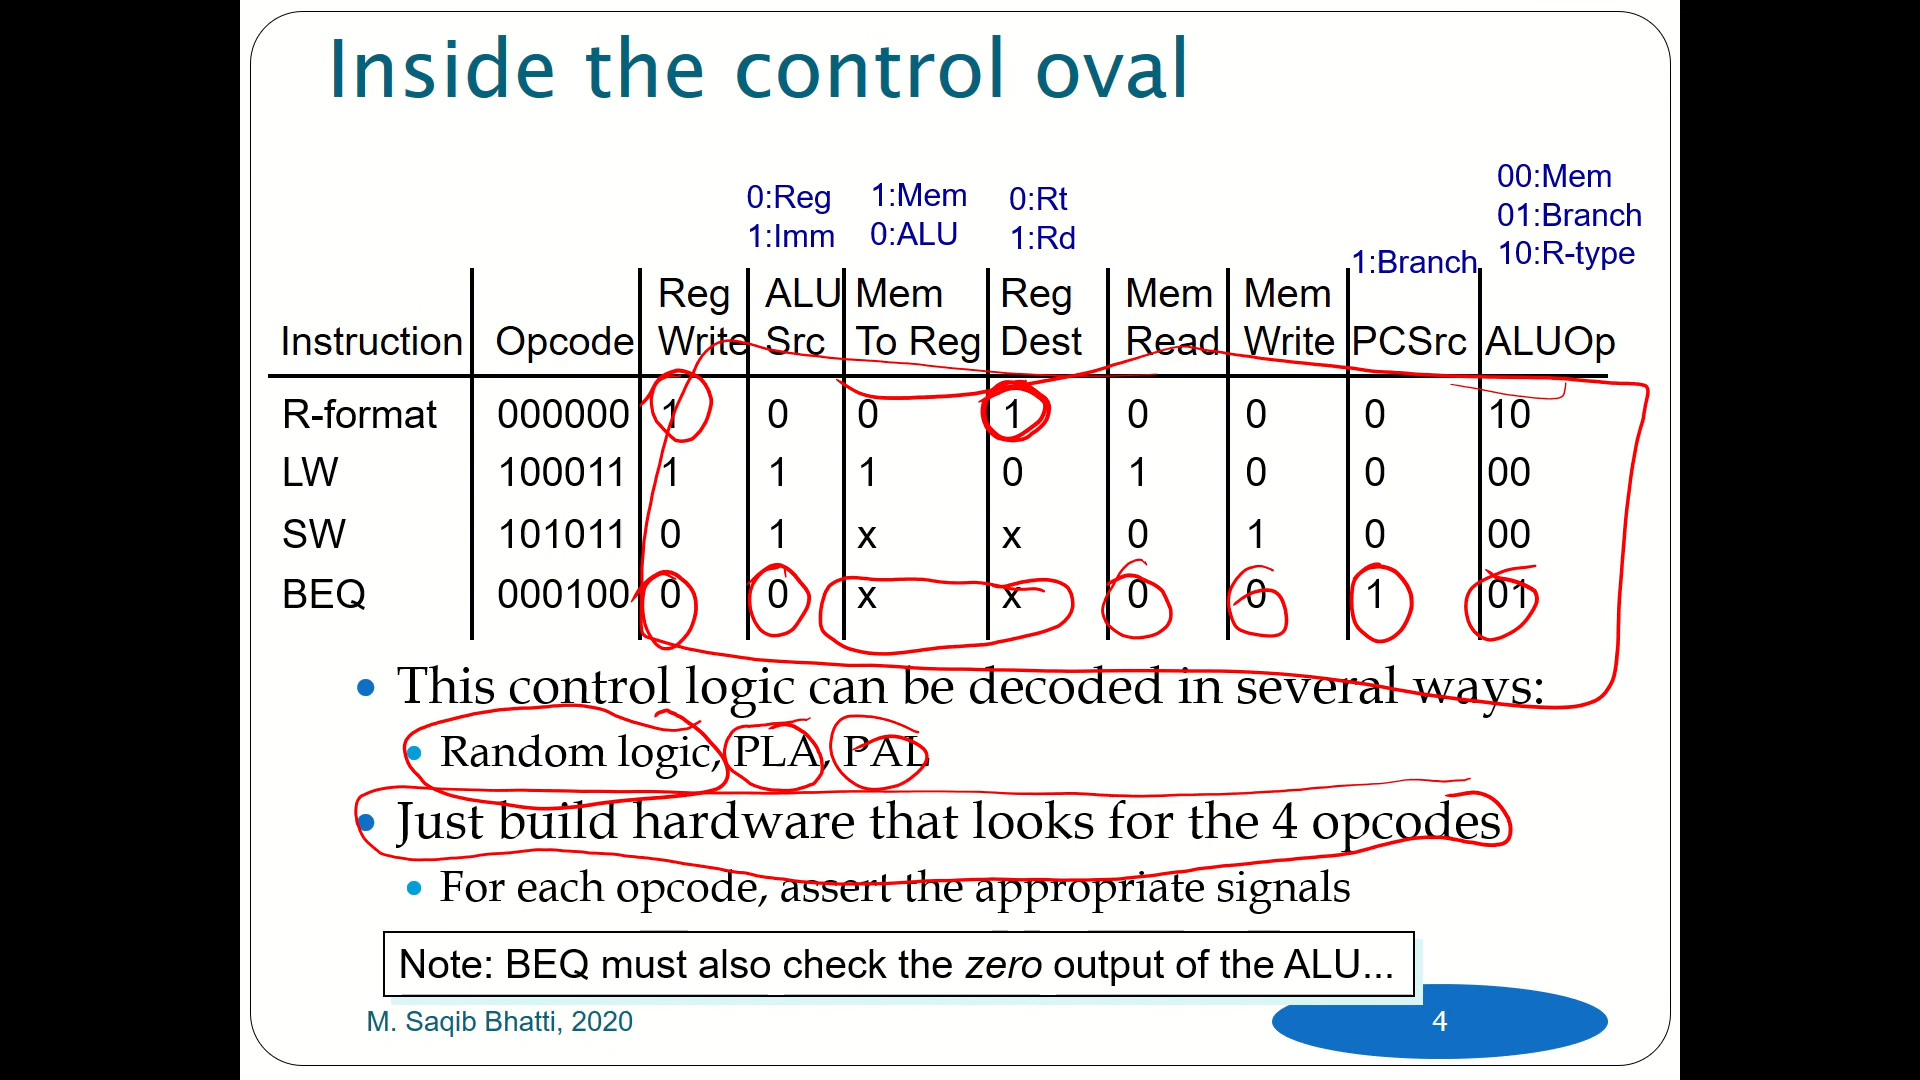 Inside the control oval
00:Mem
0:Reg 1:Mem 0:Rt 01:Branch
1:Imm 0:ALU 1:Rd 10:R-type
1:Branch
Reg ALU Mem Reg Mem Mem
Instruction Opcode Write Src To Reg Dest Read Write PCSrc ALUOp
R-format 000000 1 0 0 1 0 0 0 10
LW 100011 1 1 1 0 1 0 0 00
SW 101011 0 1 x x 0 1 0 00
BEQ 000100 0 0 x x 0 0 1 01
• This control logic can be decoded in several ways:
• Random logic, PLA, PAL
• Just build hardware that looks for the 4 opcodes
• For each opcode, assert the appropriate signals
Note: BEQ must also check the zero output of the ALU...
M. Saqib Bhatti, 2020 4